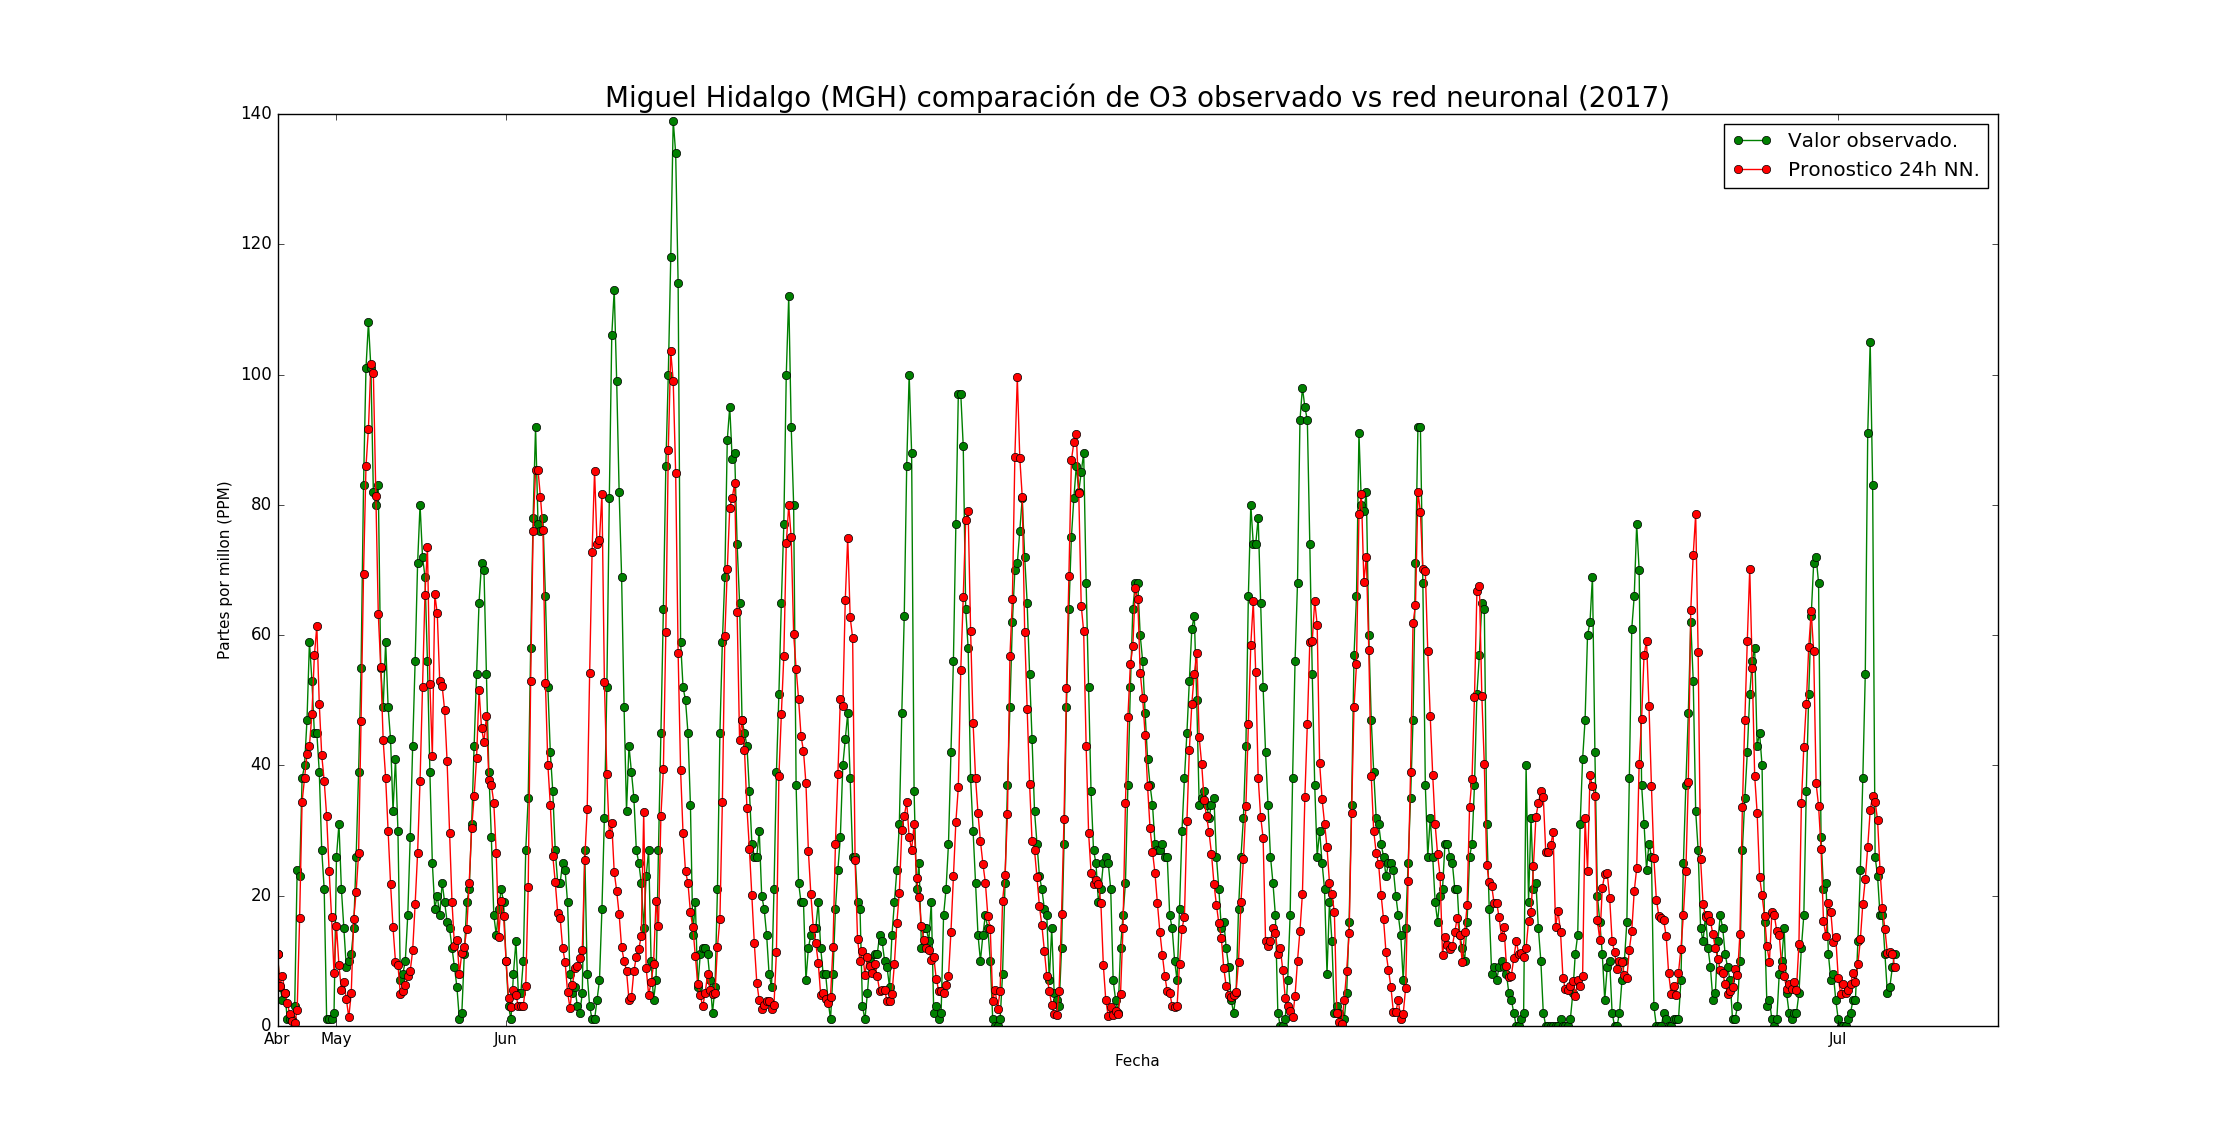 Miguel Hidalgo (MGH) comparación de O3 observado vs red neuronal (2017)
140
120
100
80
60
40
20
0
Partes por millon (PPM)
Valor observado.
Pronostico 24h NN.
Abr May Jun Jul
Fecha